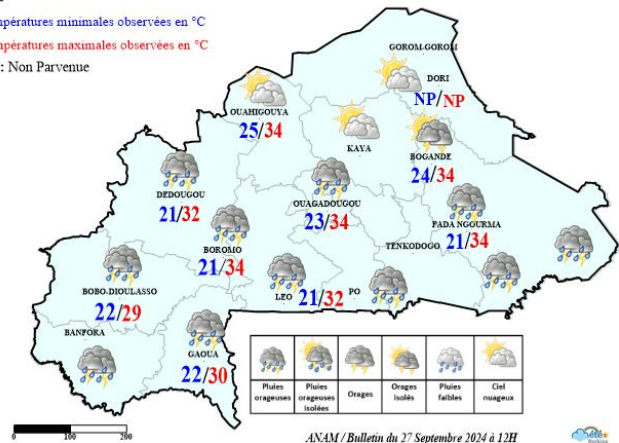 mpératures minimales observées en °C
mpératures maximales observées en °C
: Non Parvenue
GOROM-GOROM
DORI
NP/NP
OUAHIGOUYA
25/34
KAYA
BOGANDE
24/34
DEDOUGOU
21/32
OUAGADOUGOU
23/34
FADA NGOURMA
21/34
BOROMO
21/34
TENKODOGO
BOBO-DIOULASSO
22/29
LEO
21/32
PO
BANFORA
GAOUA
22/30
Pluies orageuses
Pluies orageuses isolées
Orages
Orages isolés
Pluies faibles
Ciel nuageux
0 100 200
ANAM / Bulletin du 27 Septembre 2024 à 12H